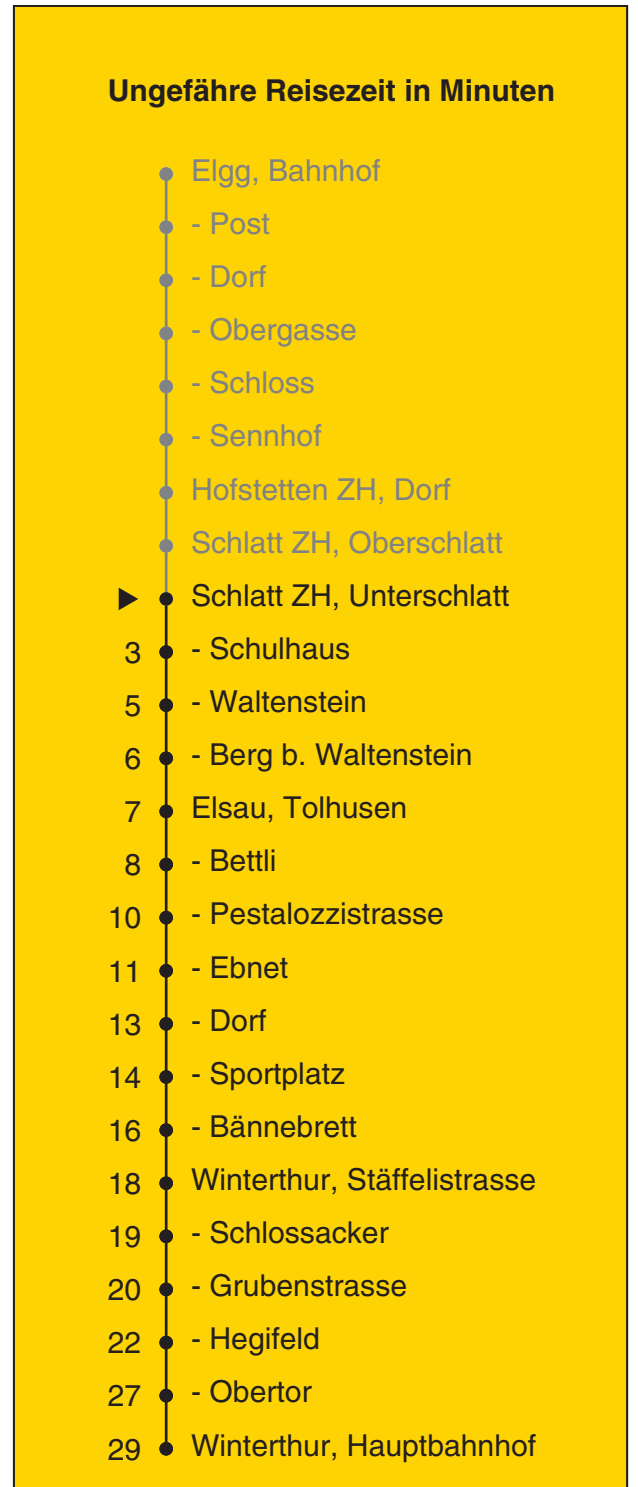 Ungefähre Reisezeit in Minuten
Elgg, Bahnhof
- Post
- Dorf
- Obergasse
- Schloss
- Sennhof
Hofstetten ZH, Dorf
Schlatt ZH, Oberschlatt
Schlatt ZH, Unterschlatt
3 - Schulhaus
5 - Waltenstein
6 - Berg b. Waltenstein
7 Elsau, Tolhusen
8 - Bettli
10 - Pestalozzistrasse
11 - Ebnet
13 - Dorf
14 - Sportplatz
16 - Bännebrett
18 Winterthur, Stäffelistrasse
19 - Schlossacker
20 - Grubenstrasse
22 - Hegifeld
27 - Obertor
29 Winterthur, Hauptbahnhof